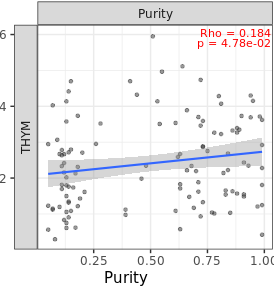 Purity
Rho = 0.184
p = 4.78e-02
6
4
2
THYM
0.25
0.50
0.75
1.00
Purity